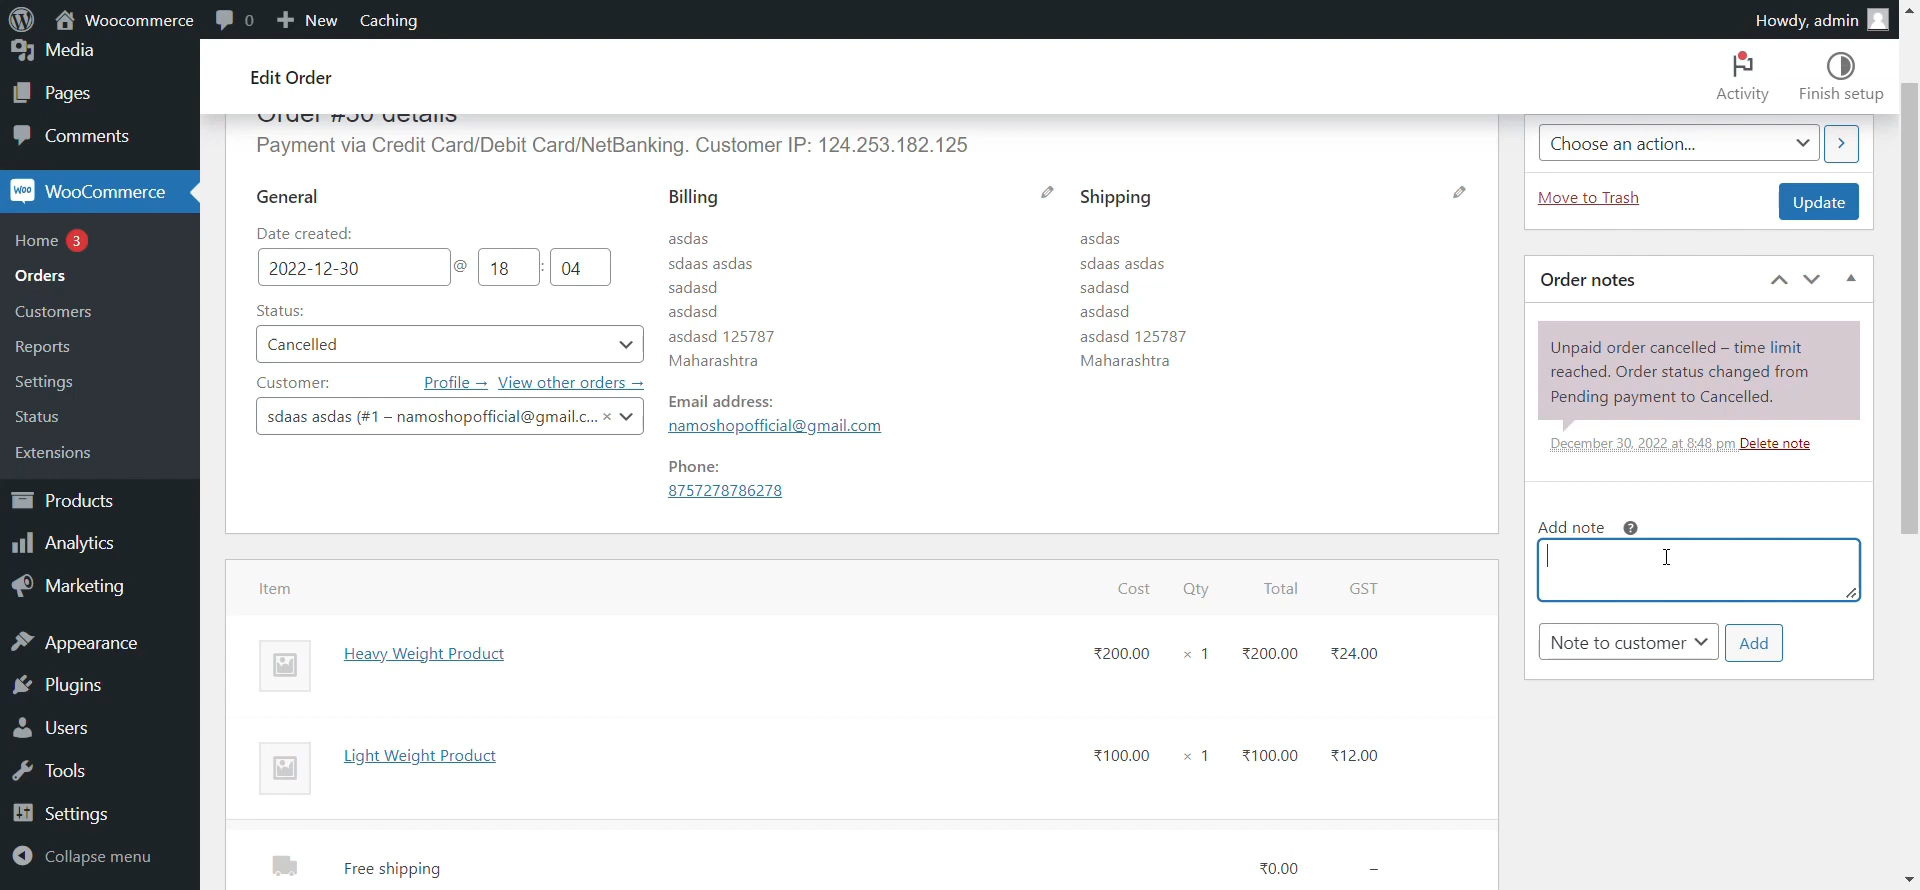 Woocommerce 0 New Caching Howdy, admin
Media
Pages
Comments
WooCommerce
Home 3
Orders
Customers
Reports
Settings
Status
Extensions
Products
Analytics
Marketing
Appearance
Plugins
Users
Tools
Settings
Collapse menu
Edit Order
Activity
Finish setup
Order #30 details
Payment via Credit Card/Debit Card/NetBanking. Customer IP: 124.253.182.125
General
Date created:
2022-12-30 @ 18 : 04
Status:
Cancelled
Customer: Profile → View other orders →
sdaas asdas (#1 – namoshopofficial@gmail.c... ×
Billing
asdas
sdaas asdas
sadasd
asdasd
asdasd 125787
Maharashtra
Email address:
namoshopofficial@gmail.com
Phone:
8757278786278
Shipping
asdas
sdaas asdas
sadasd
asdasd
asdasd 125787
Maharashtra
Item Cost Qty Total GST
Heavy Weight Product ₹200.00 × 1 ₹200.00 ₹24.00
Light Weight Product ₹100.00 × 1 ₹100.00 ₹12.00
Free shipping ₹0.00 –
Choose an action...
Move to Trash
Update
Order notes
Unpaid order cancelled – time limit
reached. Order status changed from
Pending payment to Cancelled.
December 30, 2022 at 8:48 pm Delete note
Add note
Note to customer
Add